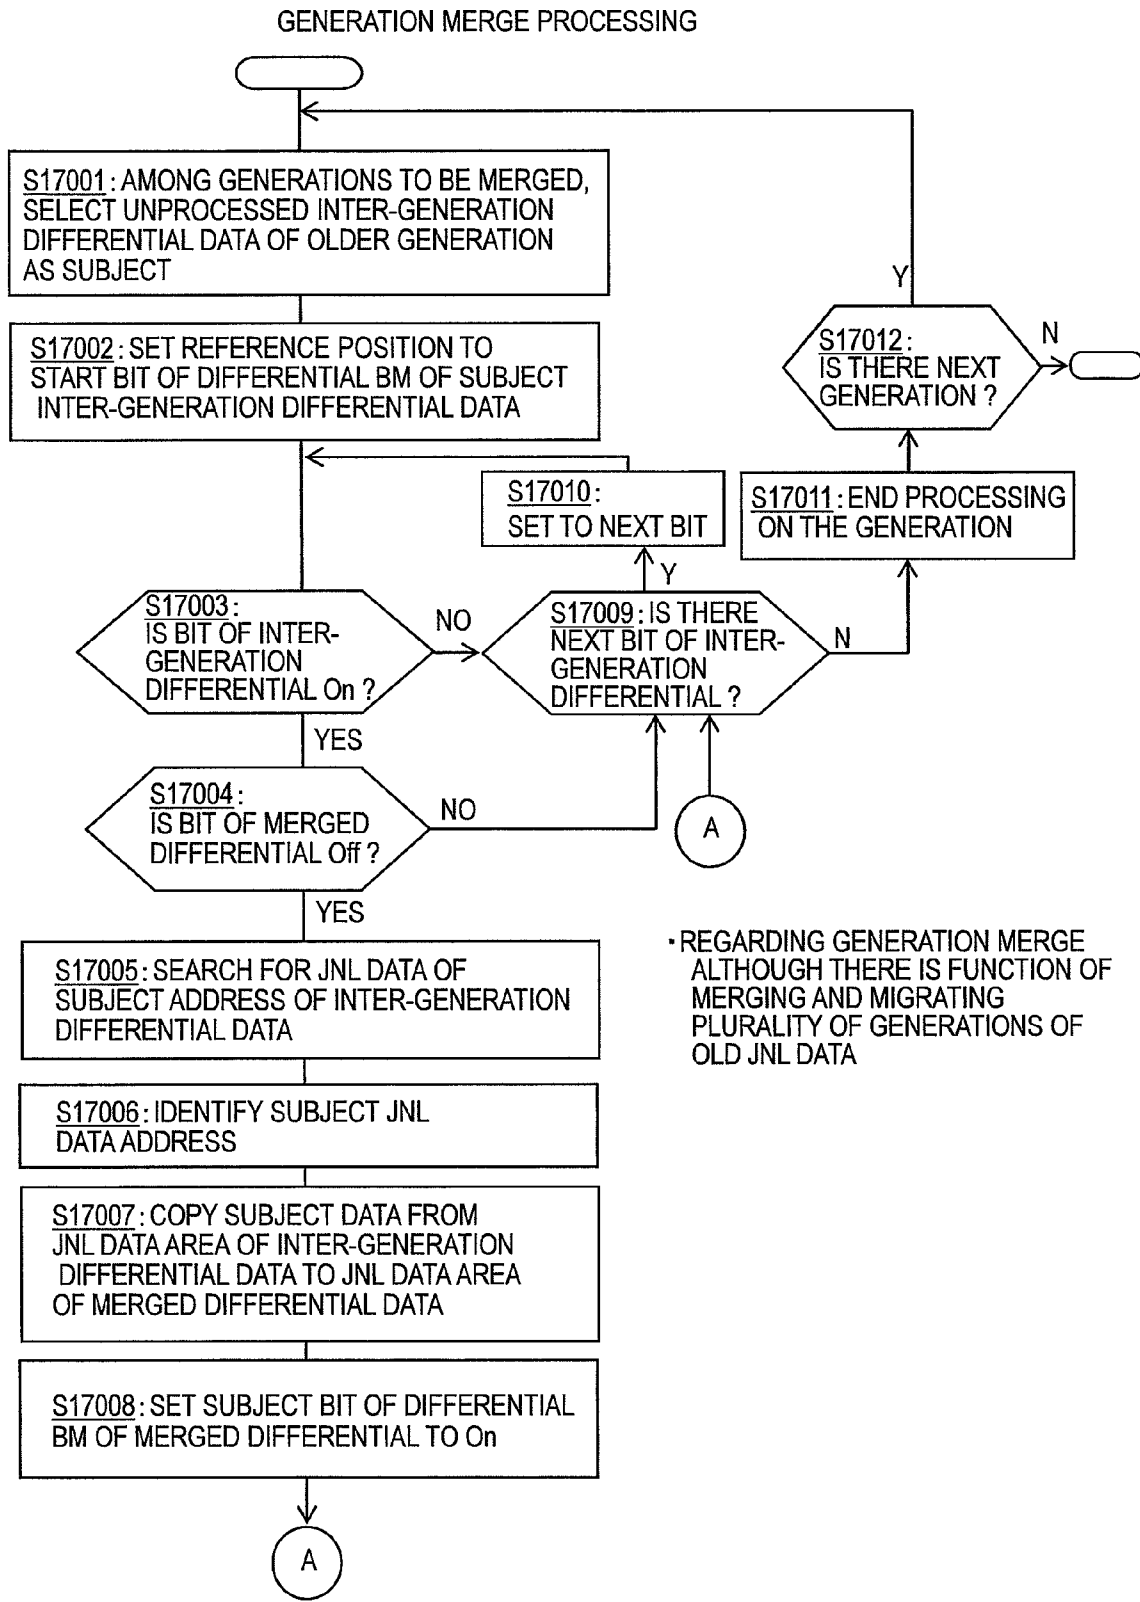 GENERATION MERGE PROCESSING
S17001: AMONG GENERATIONS TO BE MERGED,
SELECT UNPROCESSED INTER-GENERATION
DIFFERENTIAL DATA OF OLDER GENERATION
AS SUBJECT
S17002: SET REFERENCE POSITION TO
START BIT OF DIFFERENTIAL BM OF SUBJECT
INTER-GENERATION DIFFERENTIAL DATA
Y
S17012:
IS THERE NEXT
GENERATION ?
N
S17010:
SET TO NEXT BIT
S17011: END PROCESSING
ON THE GENERATION
Y
S17003:
IS BIT OF INTER-
GENERATION
DIFFERENTIAL On ?
NO
S17009: IS THERE
NEXT BIT OF INTER-
GENERATION
DIFFERENTIAL ?
N
YES
S17004:
IS BIT OF MERGED
DIFFERENTIAL Off ?
NO
A
YES
S17005: SEARCH FOR JNL DATA OF
SUBJECT ADDRESS OF INTER-GENERATION
DIFFERENTIAL DATA
• REGARDING GENERATION MERGE
ALTHOUGH THERE IS FUNCTION OF
MERGING AND MIGRATING
PLURALITY OF GENERATIONS OF
OLD JNL DATA
S17006: IDENTIFY SUBJECT JNL
DATA ADDRESS
S17007: COPY SUBJECT DATA FROM
JNL DATA AREA OF INTER-GENERATION
DIFFERENTIAL DATA TO JNL DATA AREA
OF MERGED DIFFERENTIAL DATA
S17008: SET SUBJECT BIT OF DIFFERENTIAL
BM OF MERGED DIFFERENTIAL TO On
A